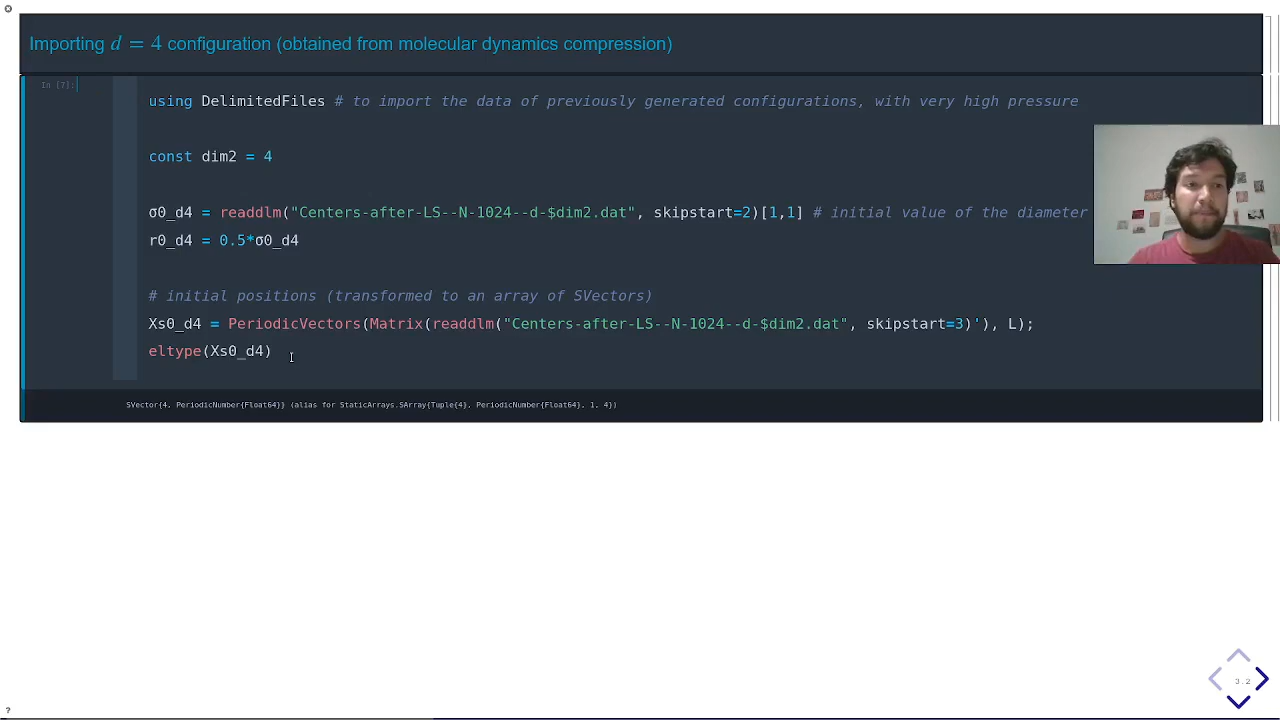 Importing d = 4 configuration (obtained from molecular dynamics compression)
In [7]:
using DelimitedFiles # to import the data of previously generated configurations, with very high pressure
const dim2 = 4
σ0_d4 = readdlm("Centers-after-LS--N-1024--d-$dim2.dat", skipstart=2)[1,1] # initial value of the diameter
r0_d4 = 0.5*σ0_d4
# initial positions (transformed to an array of SVectors)
Xs0_d4 = PeriodicVectors(Matrix(readdlm("Centers-after-LS--N-1024--d-$dim2.dat", skipstart=3)'), L);
eltype(Xs0_d4)
SVector{4, PeriodicNumber{Float64}} (alias for StaticArrays.SArray{Tuple{4}, PeriodicNumber{Float64}, 1, 4})
3.2
?